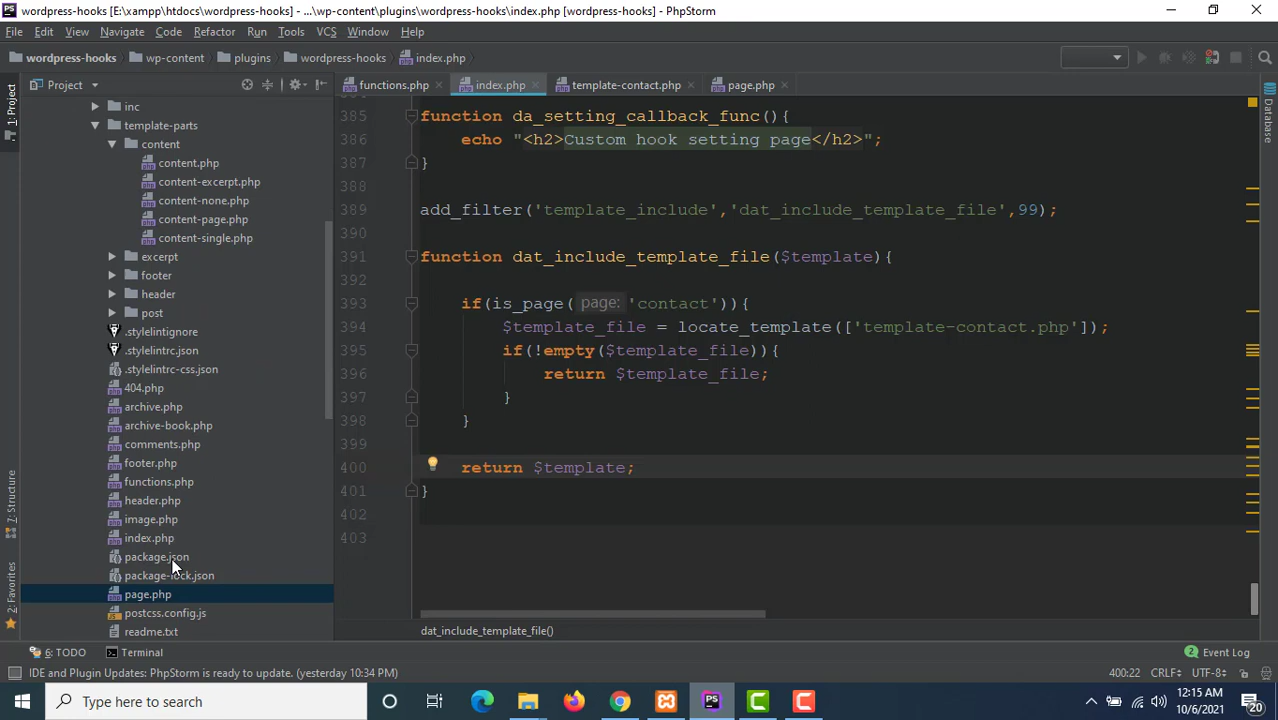 wordpress-hooks [E:\xampp\htdocs\wordpress-hooks] - ...\wp-content\plugins\wordpress-hooks\index.php [wordpress-hooks] - PhpStorm
File Edit View Navigate Code Refactor Run Tools VCS Window Help
wordpress-hooks wp-content plugins wordpress-hooks index.php
Project
functions.php index.php template-contact.php page.php
1: Project
7: Structure
2: Favorites
Database
inc
template-parts
content
content.php
content-excerpt.php
content-none.php
content-page.php
content-single.php
excerpt
footer
header
post
.stylelintignore
.stylelintrc.json
.stylelintrc-css.json
404.php
archive.php
archive-book.php
comments.php
footer.php
functions.php
header.php
image.php
index.php
package.json
package-lock.json
page.php
postcss.config.js
readme.txt
385 function da_setting_callback_func(){
386 echo "<h2>Custom hook setting page</h2>";
387 }
388
389 add_filter('template_include','dat_include_template_file',99);
390
391 function dat_include_template_file($template){
392
393 if(is_page( page: 'contact')){
394 $template_file = locate_template(['template-contact.php']);
395 if(!empty($template_file)){
396 return $template_file;
397 }
398 }
399
400 return $template;
401 }
402
403
dat_include_template_file()
6: TODO Terminal
2 Event Log
IDE and Plugin Updates: PhpStorm is ready to update. (yesterday 10:34 PM)
400:22 CRLF UTF-8
Type here to search
PS
12:15 AM
10/6/2021
20